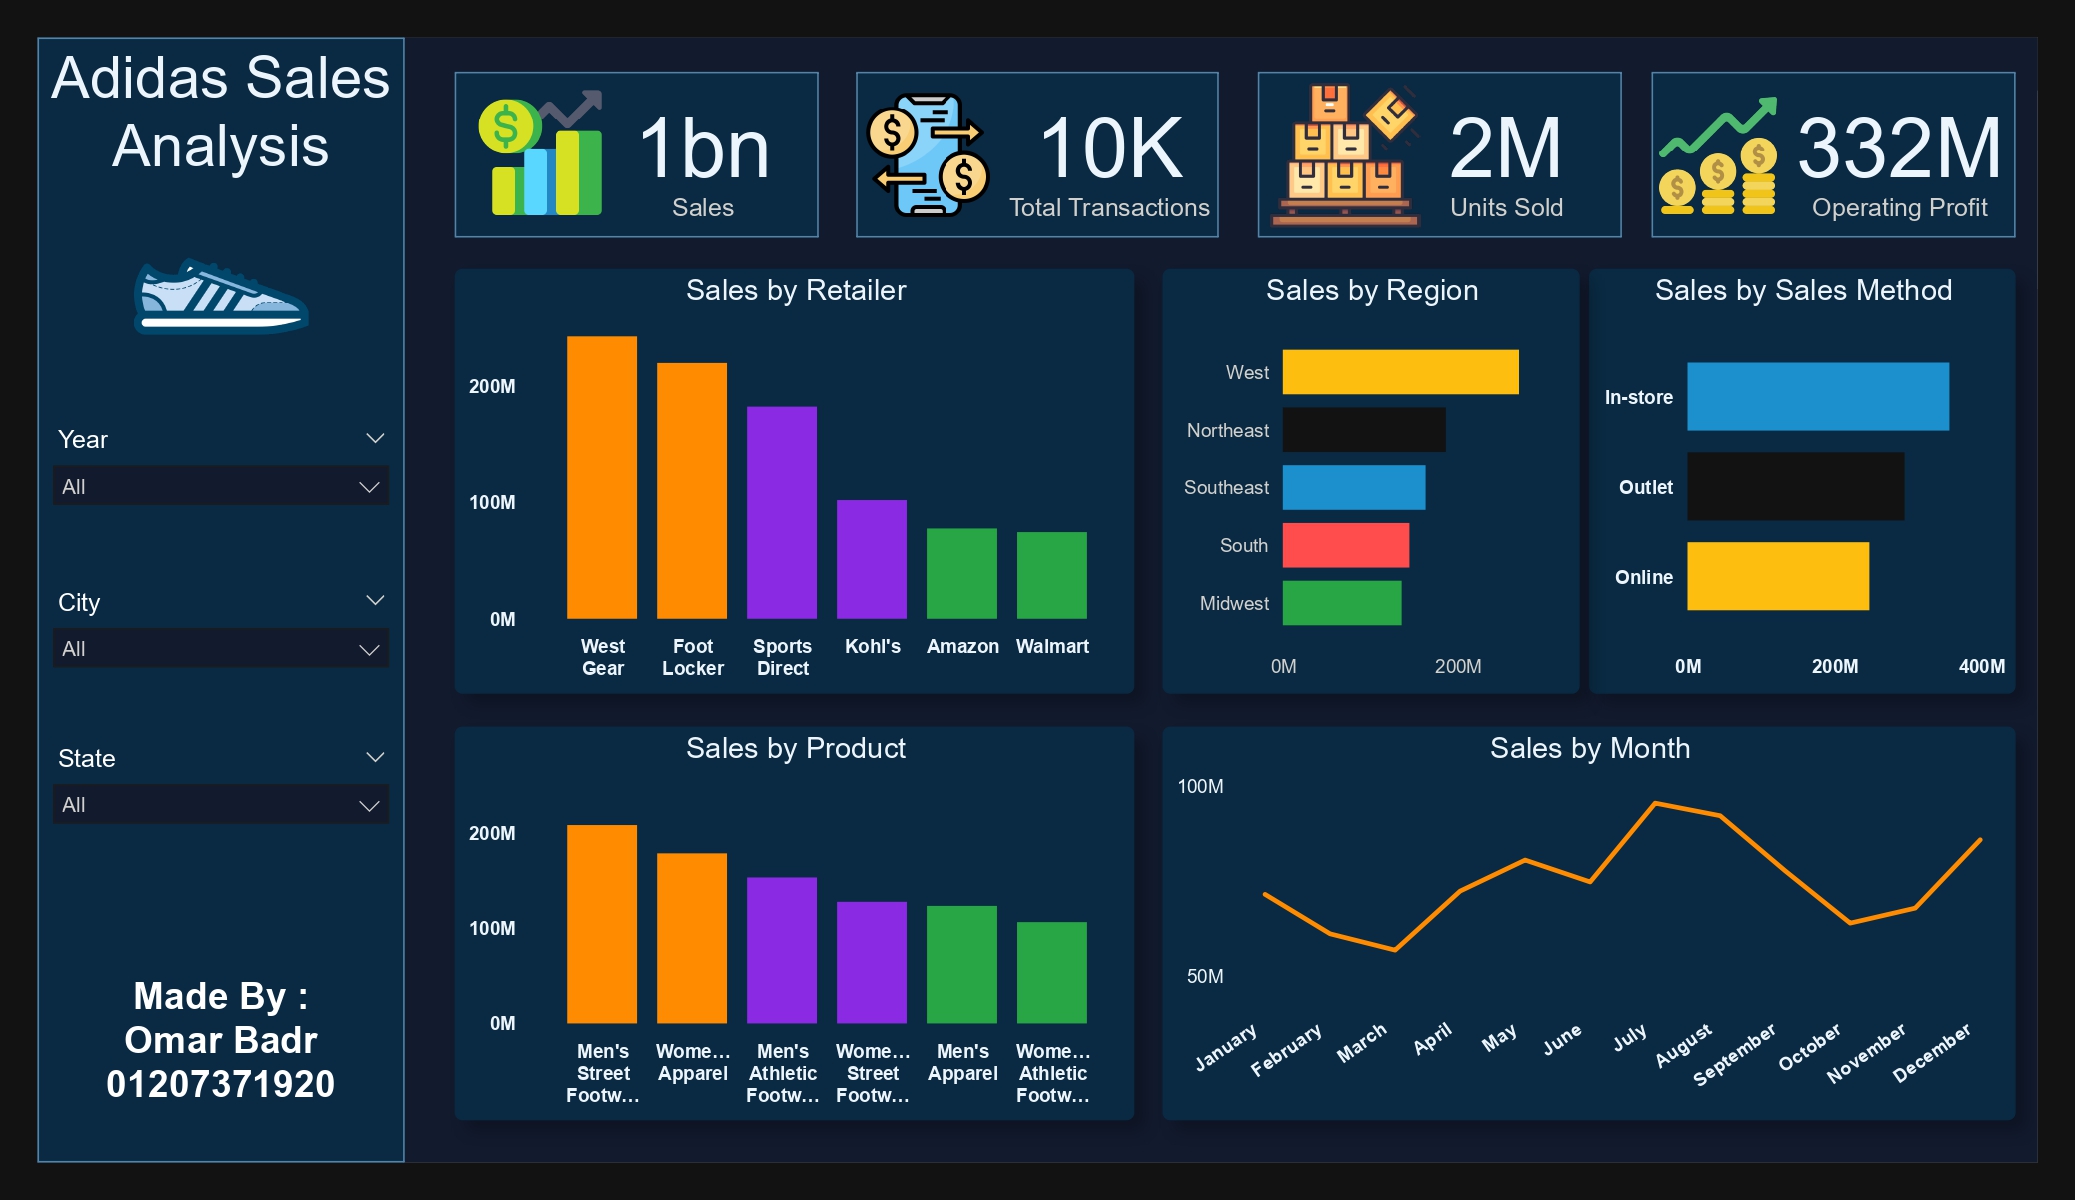 Adidas Sales
Analysis
Year
All
City
All
State
All
Made By :
Omar Badr
01207371920
1bn
Sales
10K
Total Transactions
2M
Units Sold
332M
Operating Profit
Sales by Retailer
200M
100M
0M
West Gear
Foot Locker
Sports Direct
Kohl's
Amazon
Walmart
Sales by Region
West
Northeast
Southeast
South
Midwest
0M 200M
Sales by Sales Method
In-store
Outlet
Online
0M 200M 400M
Sales by Product
200M
100M
0M
Men's Street Footw...
Wome... Apparel
Men's Athletic Footw...
Wome... Street Footw...
Men's Apparel
Wome... Athletic Footw...
Sales by Month
100M
50M
January
February
March
April
May
June
July
August
September
October
November
December